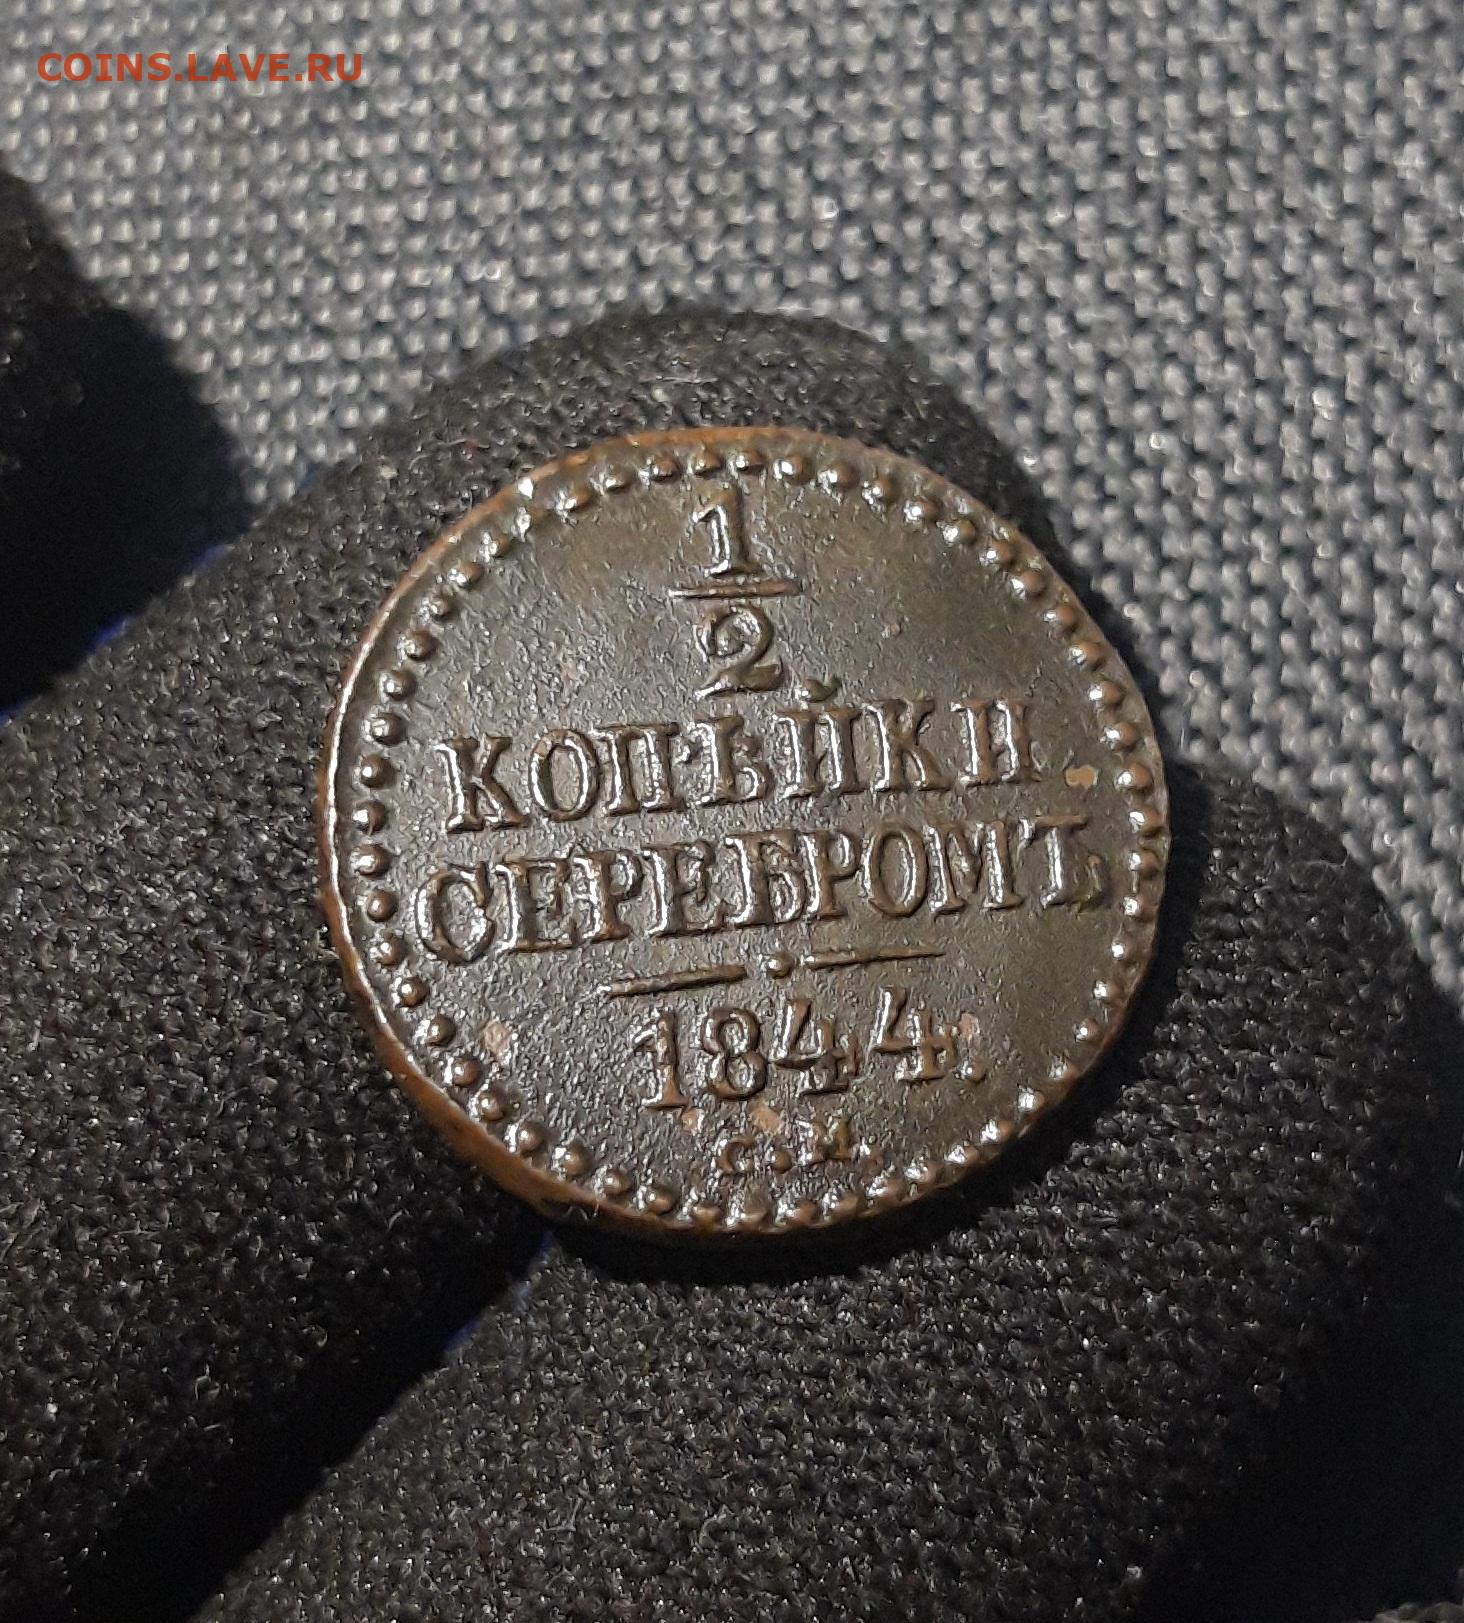 COINS.LAVE.RU
1
2
КОПѢЙКИ
СЕРЕБРОМЪ
1844.
С.М.